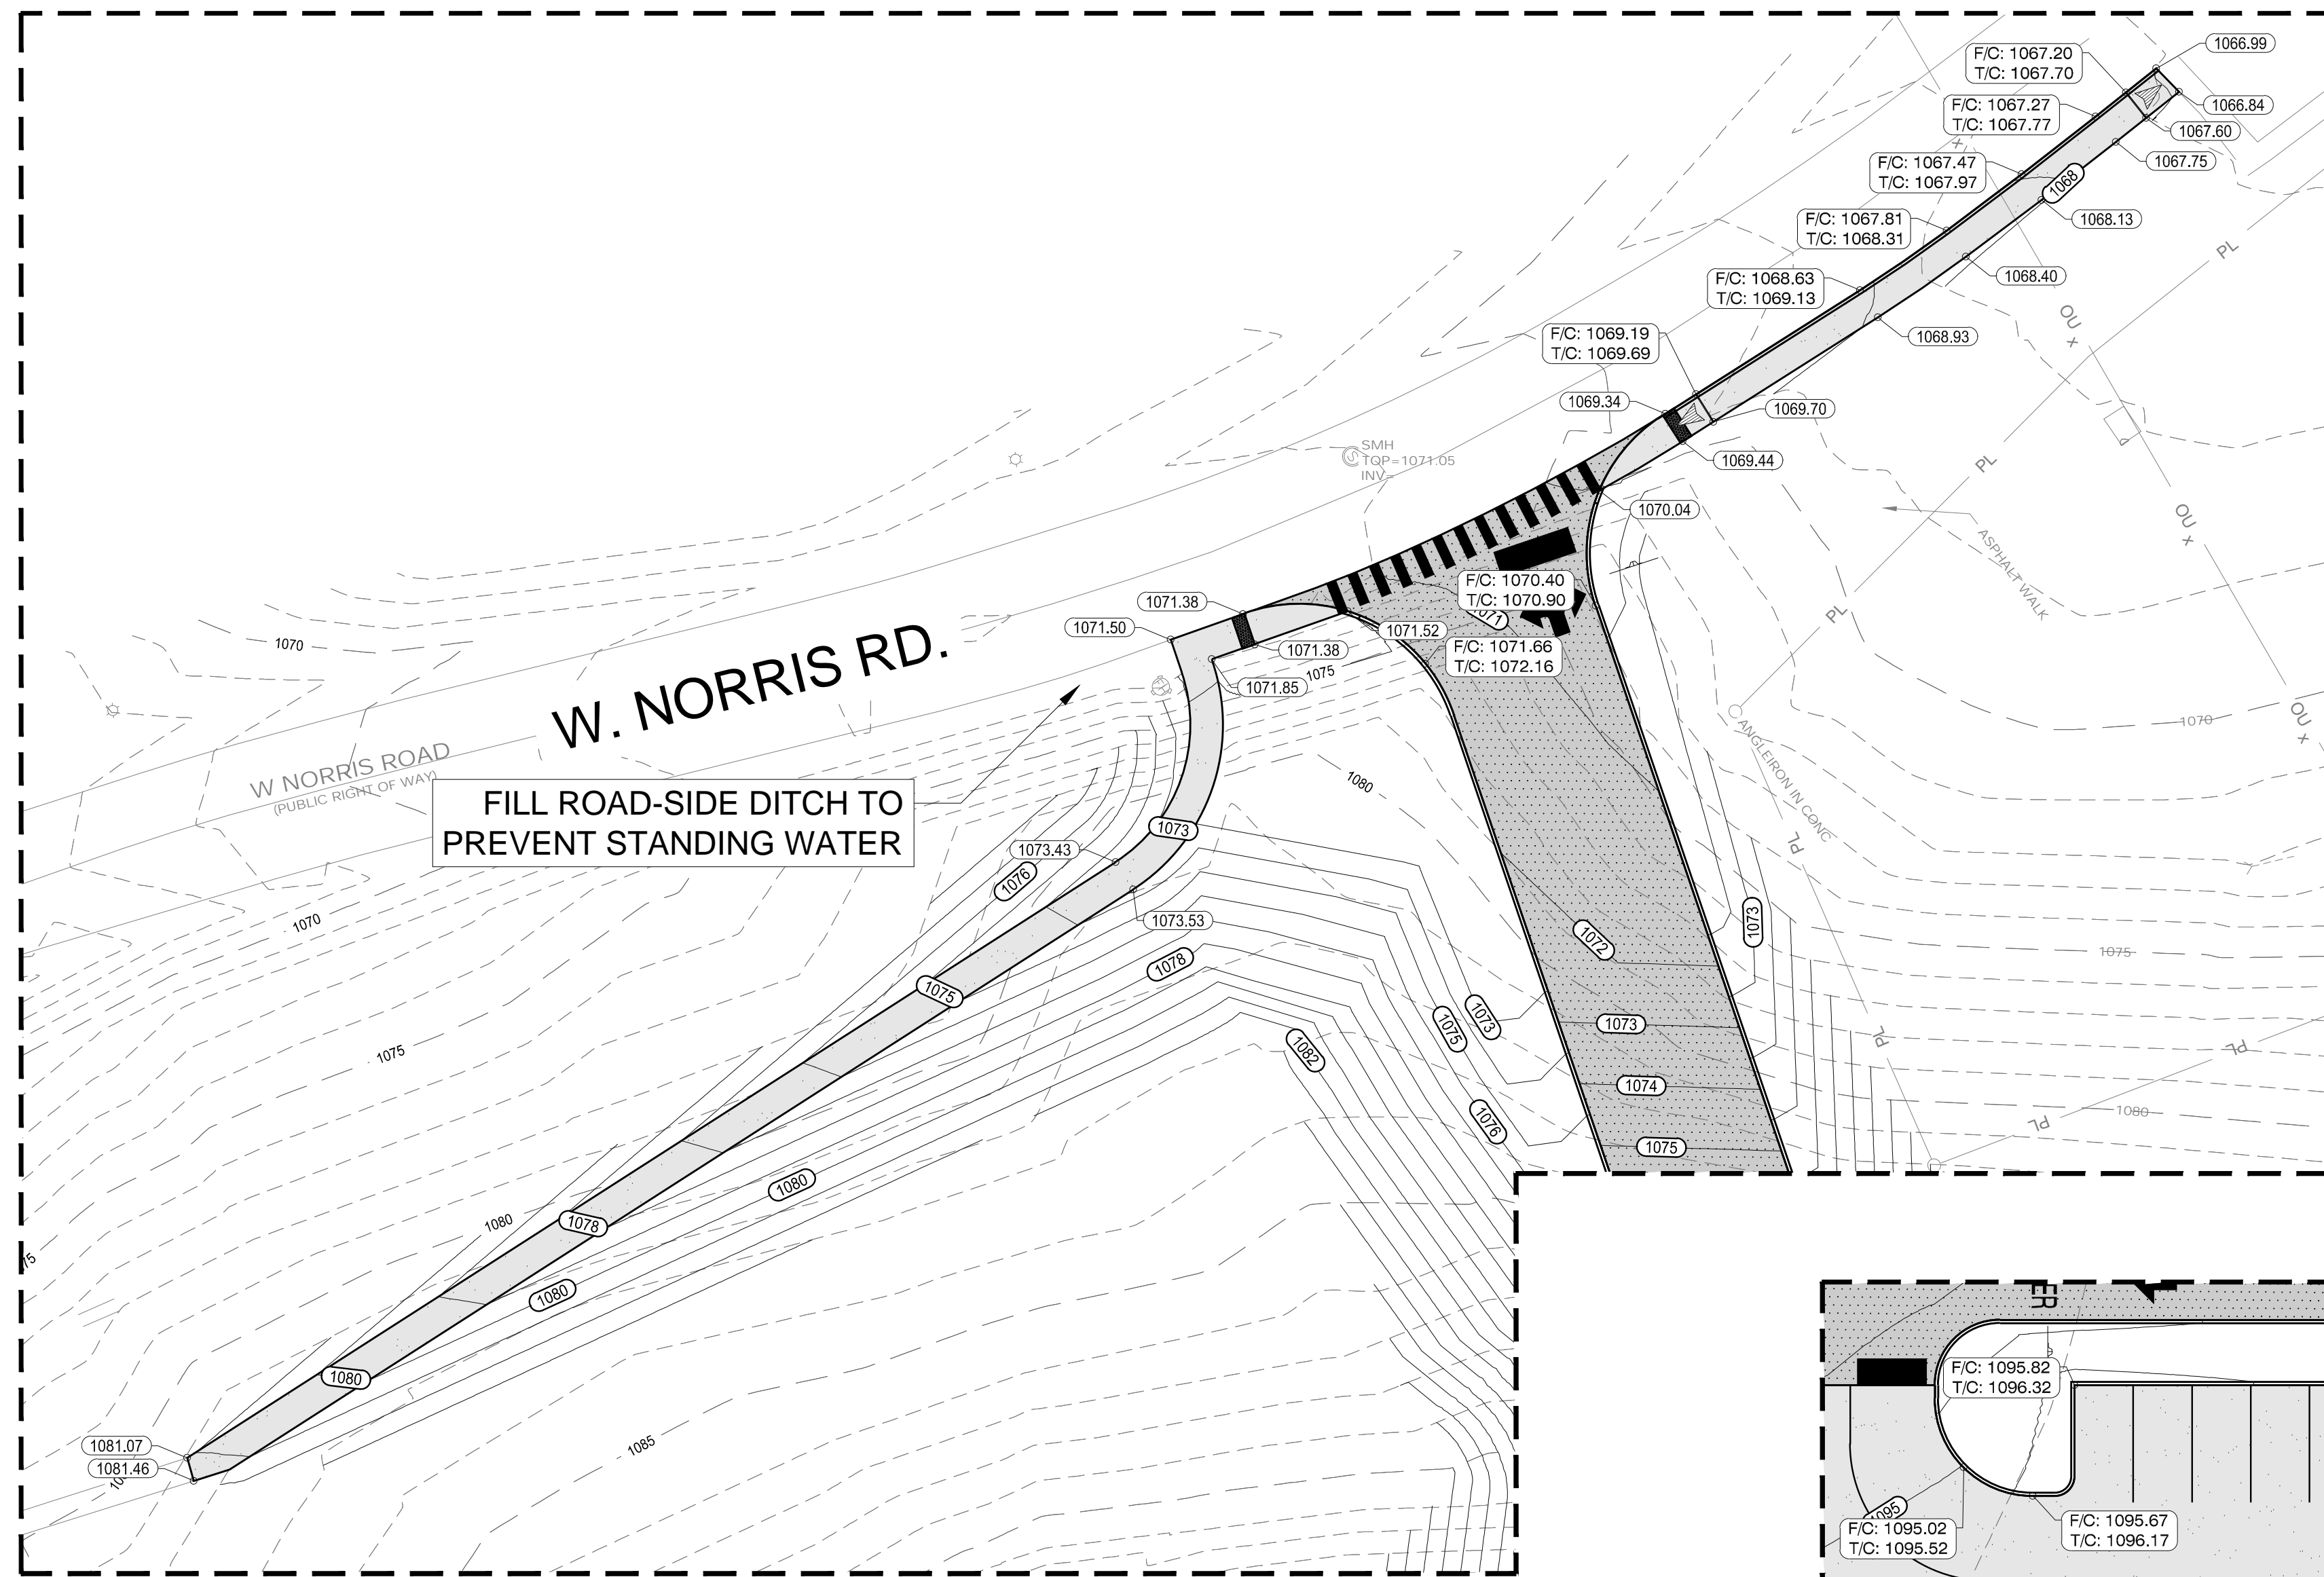 1066.99
F/C: 1067.20
T/C: 1067.70
1066.84
F/C: 1067.27
T/C: 1067.77
1067.60
x
1067.75
F/C: 1067.47
T/C: 1067.97
1068
1068.13
F/C: 1067.81
T/C: 1068.31
PL
1068.40
F/C: 1068.63
T/C: 1069.13
OU
x
1068.93
F/C: 1069.19
T/C: 1069.69
1069.34
1069.70
SMH
TOP=1071.05
INV=
1069.44
PL
1070.04
OU
x
ASPHALT WALK
F/C: 1070.40
T/C: 1070.90
1071
1071.38
1071.50
1071.52
PL
1070
1071.38
F/C: 1071.66
T/C: 1072.16
W. NORRIS RD.
1075
1071.85
1070
OU
x
W NORRIS ROAD
(PUBLIC RIGHT OF WAY)
1080
ANGLEIRON IN CONC
FILL ROAD-SIDE DITCH TO
PREVENT STANDING WATER
1073
1073.43
PL
1076
1070
1073.53
1073
1072
1075
1078
1075
1073
1075
1073
PL
PL
1075
1082
1074
1080
1076
PL
1075
1080
1080
1078
75
1080
ER
1080
F/C: 1095.82
T/C: 1096.32
1081.07
1085
1081.46
1095
F/C: 1095.02
T/C: 1095.52
F/C: 1095.67
T/C: 1096.17